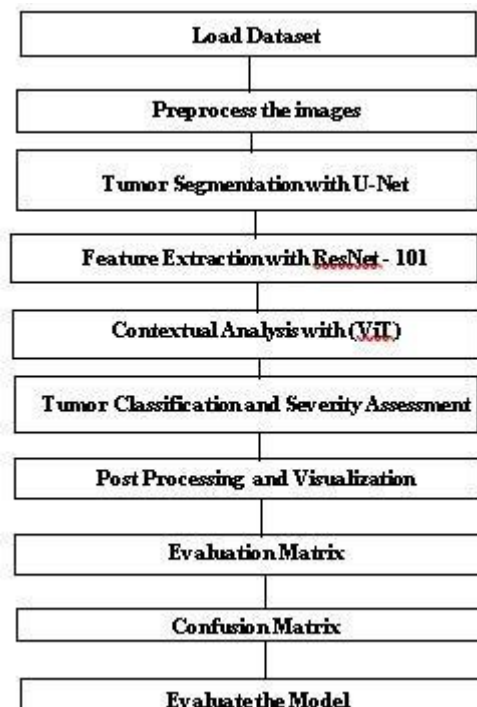 Load Dataset
Preprocess the images
Tumor Segmentation with U-Net
Feature Extraction with ResNet - 101
Contextual Analysis with (ViT)
Tumor Classification and Severity Assessment
Post Processing and Visualization
Evaluation Matrix
Confusion Matrix
Evaluate the Model